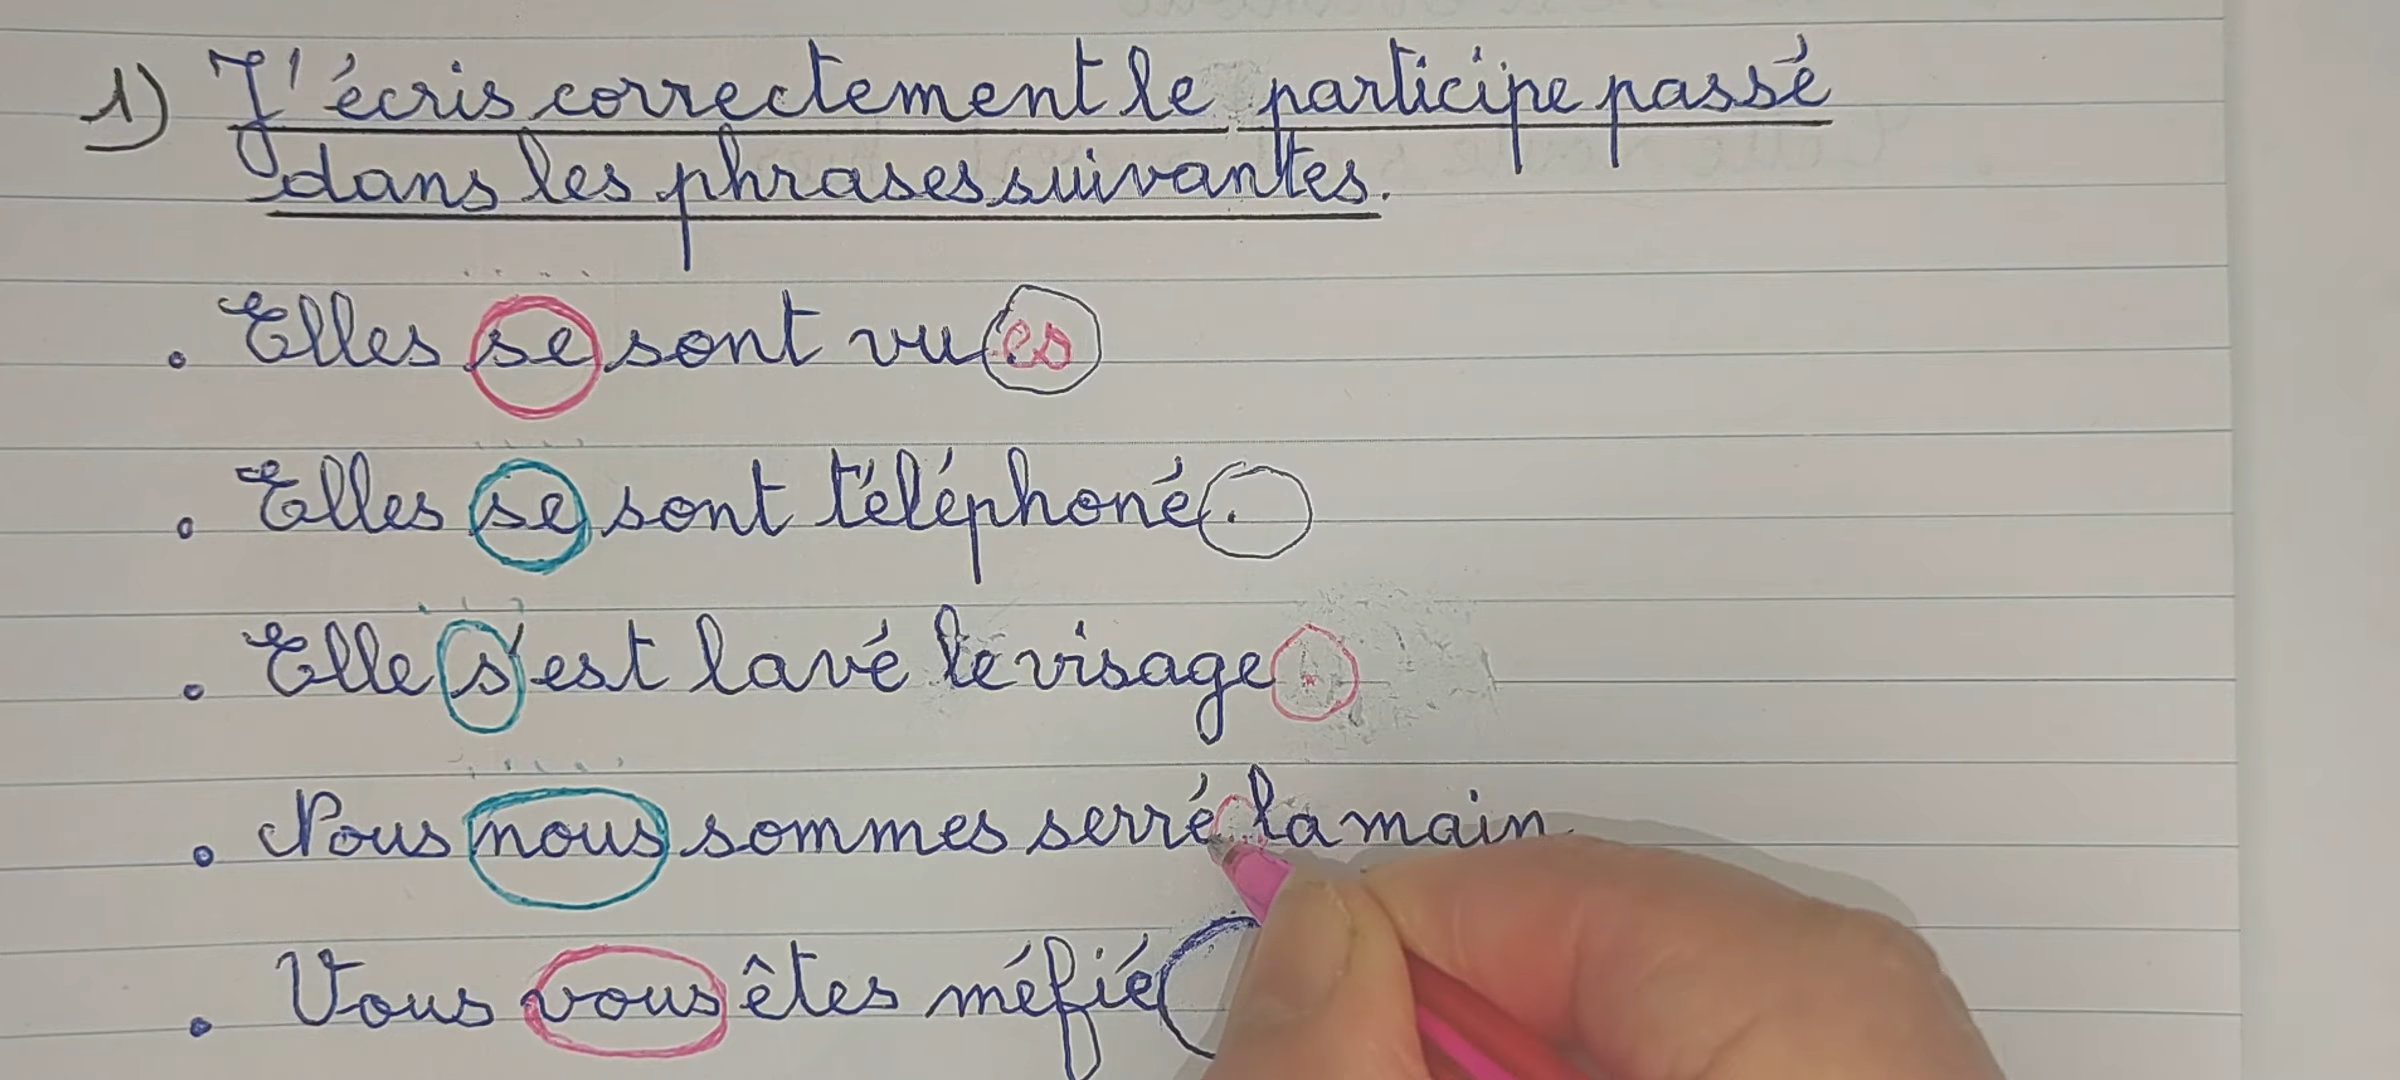 1) J'écris correctement le participe passé
dans les phrases suivantes.
. Elles se sont vues
. Elles se sont téléphoné.
. Elle s'est lavé le visage.
. Nous nous sommes serré la main
. Vous vous êtes méfié